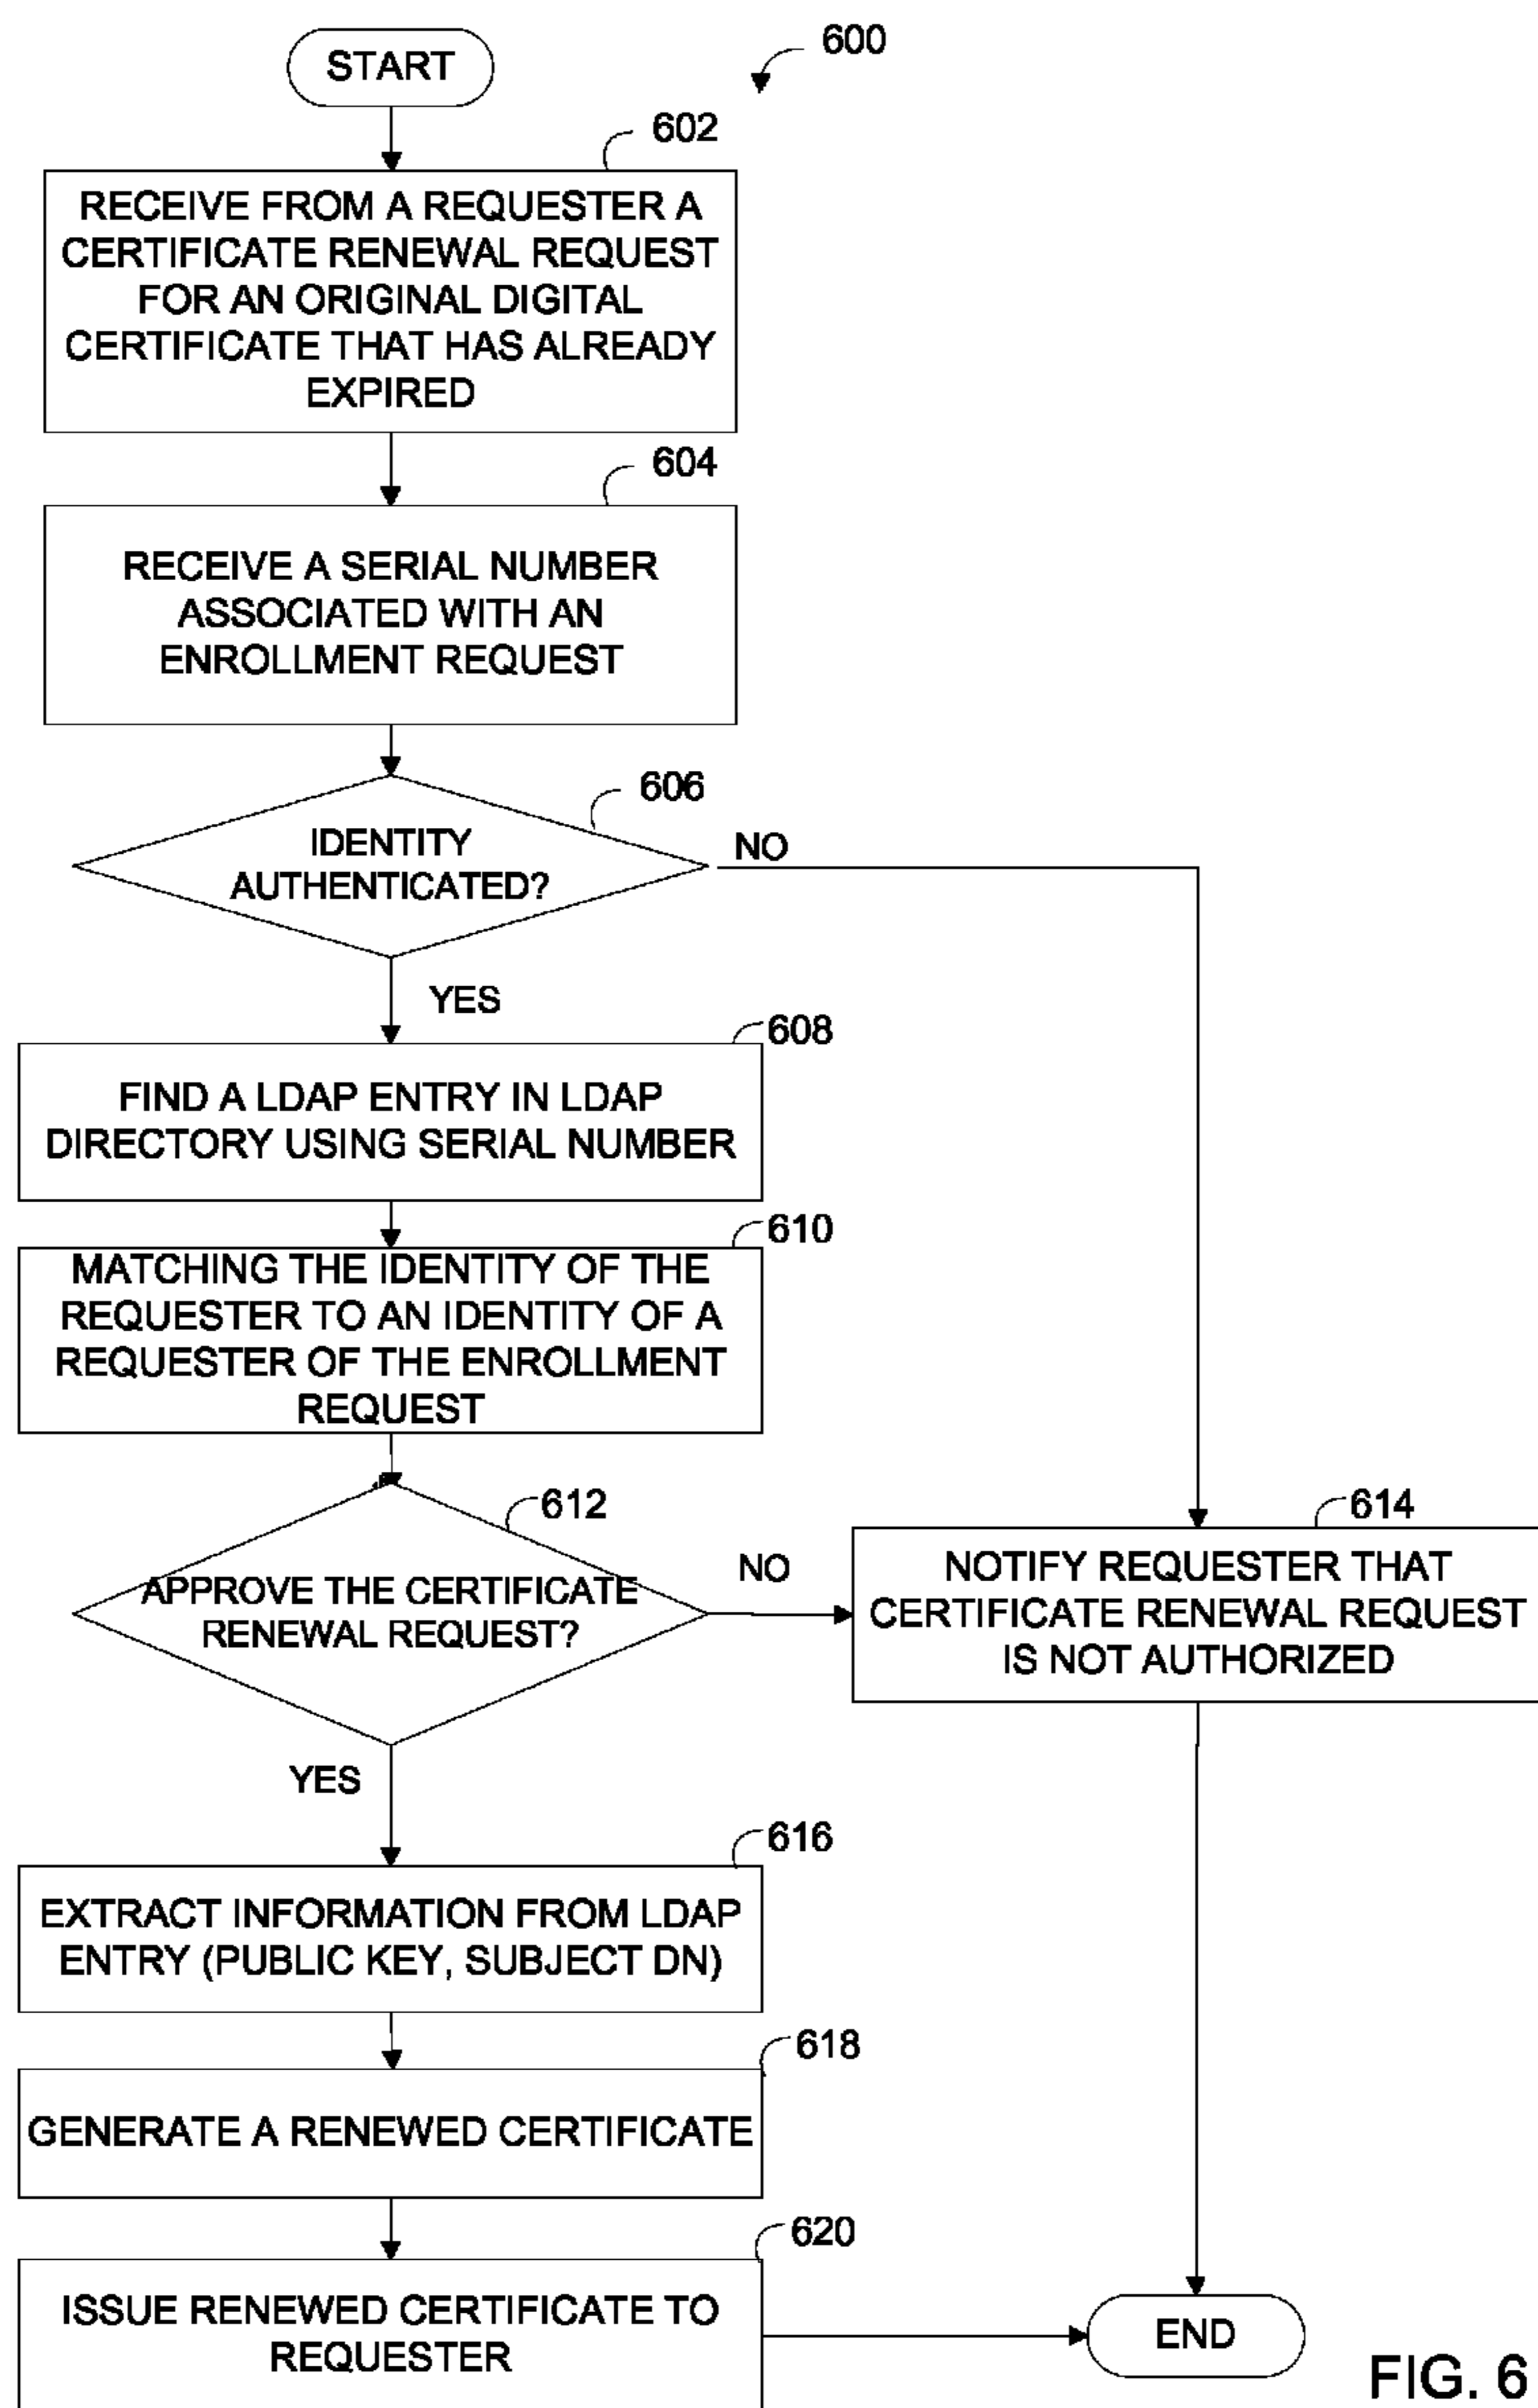 START
600
602
RECEIVE FROM A REQUESTER A
CERTIFICATE RENEWAL REQUEST
FOR AN ORIGINAL DIGITAL
CERTIFICATE THAT HAS ALREADY
EXPIRED
604
RECEIVE A SERIAL NUMBER
ASSOCIATED WITH AN
ENROLLMENT REQUEST
606
IDENTITY
AUTHENTICATED?
NO
YES
608
FIND A LDAP ENTRY IN LDAP
DIRECTORY USING SERIAL NUMBER
610
MATCHING THE IDENTITY OF THE
REQUESTER TO AN IDENTITY OF A
REQUESTER OF THE ENROLLMENT
REQUEST
612
APPROVE THE CERTIFICATE
RENEWAL REQUEST?
NO
614
NOTIFY REQUESTER THAT
CERTIFICATE RENEWAL REQUEST
IS NOT AUTHORIZED
YES
616
EXTRACT INFORMATION FROM LDAP
ENTRY (PUBLIC KEY, SUBJECT DN)
618
GENERATE A RENEWED CERTIFICATE
620
ISSUE RENEWED CERTIFICATE TO
REQUESTER
END
FIG. 6